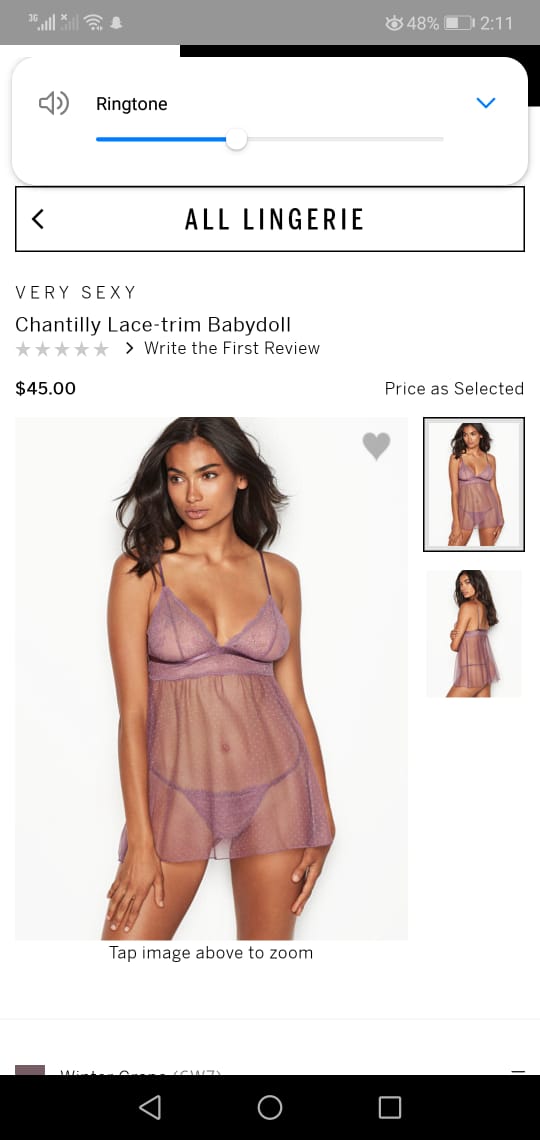 3G 48% 2:11
Ringtone
ALL LINGERIE
VERY SEXY
Chantilly Lace-trim Babydoll
Write the First Review
$45.00 Price as Selected
Tap image above to zoom